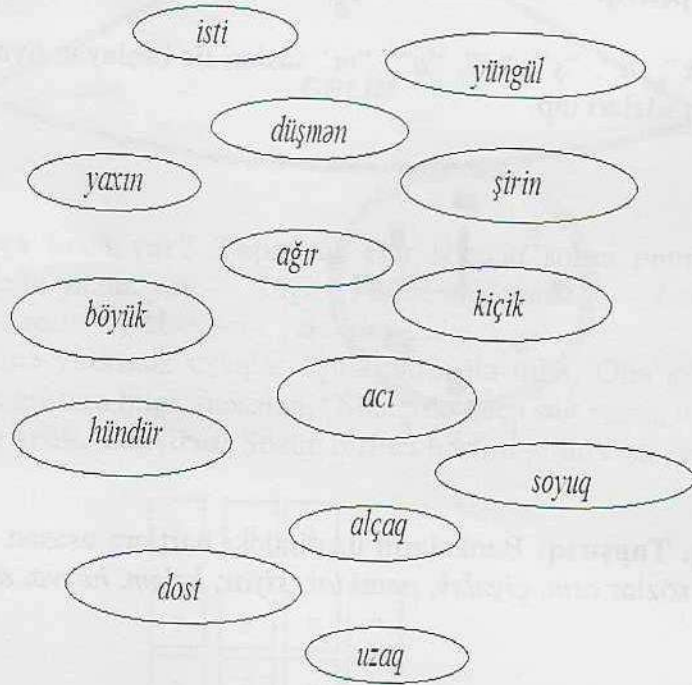 isti
yüngül
düşmən
yaxın
şirin
ağır
böyük
kiçik
acı
hündür
soyuq
alçaq
dost
uzaq